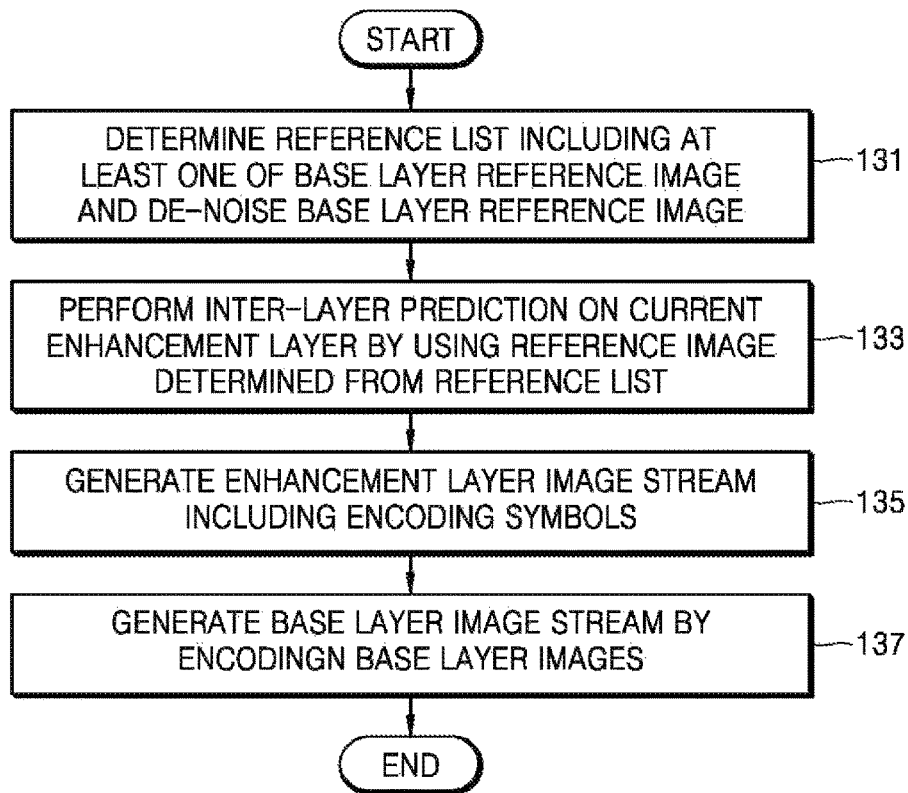 START
DETERMINE REFERENCE LIST INCLUDING AT
LEAST ONE OF BASE LAYER REFERENCE IMAGE
AND DE-NOISE BASE LAYER REFERENCE IMAGE
131
PERFORM INTER-LAYER PREDICTION ON CURRENT
ENHANCEMENT LAYER BY USING REFERENCE IMAGE
DETERMINED FROM REFERENCE LIST
133
GENERATE ENHANCEMENT LAYER IMAGE STREAM
INCLUDING ENCODING SYMBOLS
135
GENERATE BASE LAYER IMAGE STREAM BY
ENCODINGN BASE LAYER IMAGES
137
END